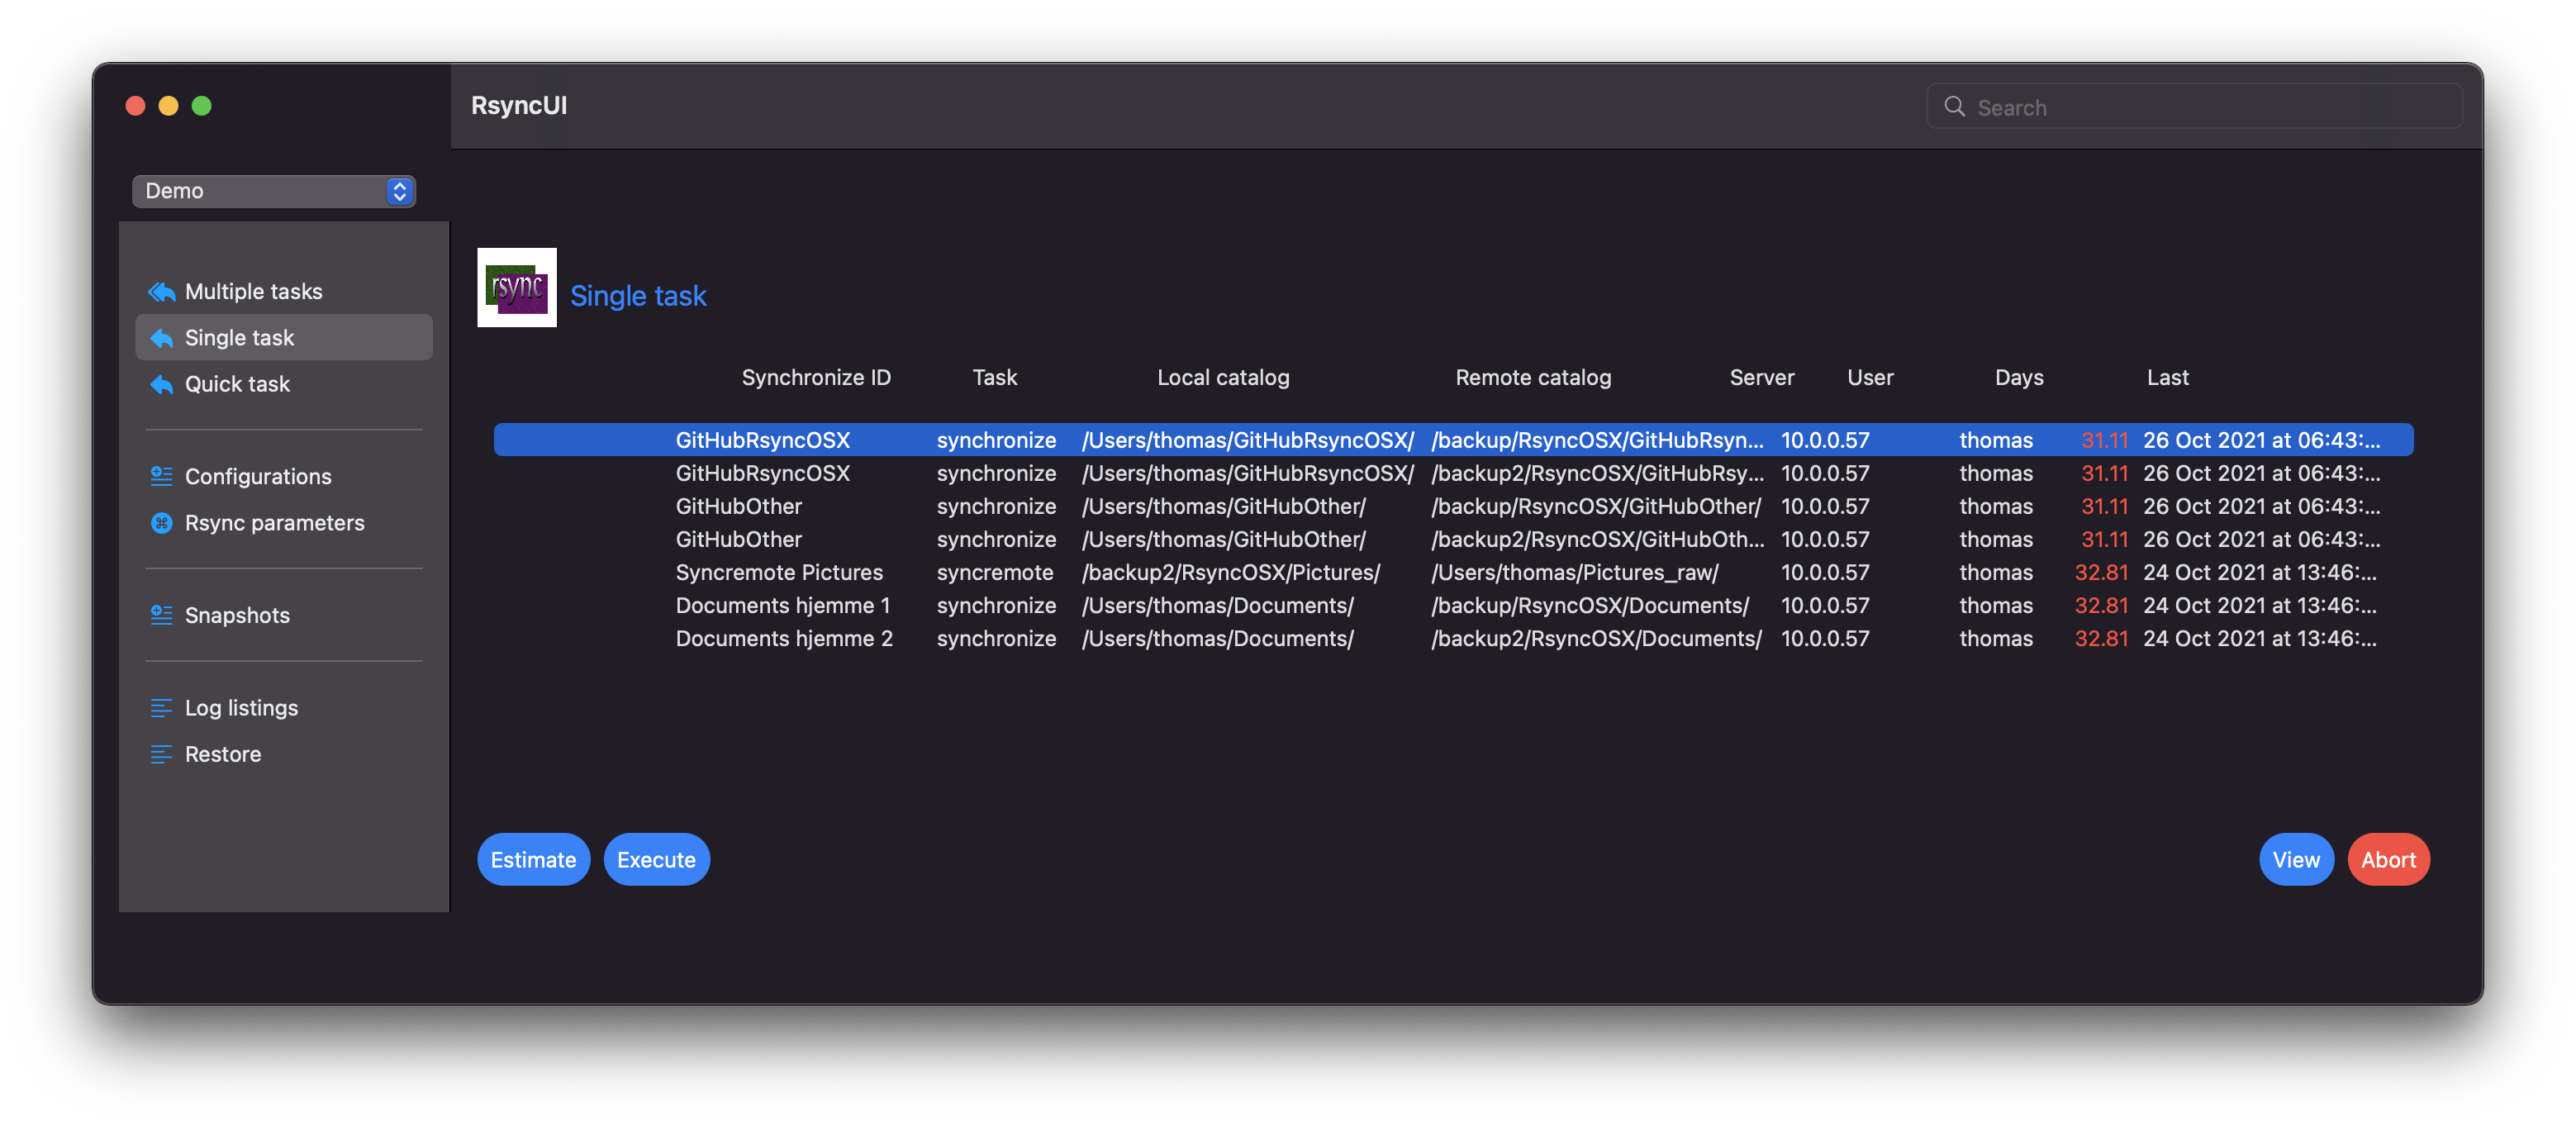 RsyncUI
Search
Demo
Multiple tasks
Single task
Quick task
Configurations
Rsync parameters
Snapshots
Log listings
Restore
rsync
Single task
Synchronize ID Task Local catalog Remote catalog Server User Days Last
GitHubRsyncOSX synchronize /Users/thomas/GitHubRsyncOSX/ /backup/RsyncOSX/GitHubRsyn... 10.0.0.57 thomas 31.11 26 Oct 2021 at 06:43:...
GitHubRsyncOSX synchronize /Users/thomas/GitHubRsyncOSX/ /backup2/RsyncOSX/GitHubRsy... 10.0.0.57 thomas 31.11 26 Oct 2021 at 06:43:...
GitHubOther synchronize /Users/thomas/GitHubOther/ /backup/RsyncOSX/GitHubOther/ 10.0.0.57 thomas 31.11 26 Oct 2021 at 06:43:...
GitHubOther synchronize /Users/thomas/GitHubOther/ /backup2/RsyncOSX/GitHubOth... 10.0.0.57 thomas 31.11 26 Oct 2021 at 06:43:...
Syncremote Pictures syncremote /backup2/RsyncOSX/Pictures/ /Users/thomas/Pictures_raw/ 10.0.0.57 thomas 32.81 24 Oct 2021 at 13:46:...
Documents hjemme 1 synchronize /Users/thomas/Documents/ /backup/RsyncOSX/Documents/ 10.0.0.57 thomas 32.81 24 Oct 2021 at 13:46:...
Documents hjemme 2 synchronize /Users/thomas/Documents/ /backup2/RsyncOSX/Documents/ 10.0.0.57 thomas 32.81 24 Oct 2021 at 13:46:...
Estimate Execute View Abort